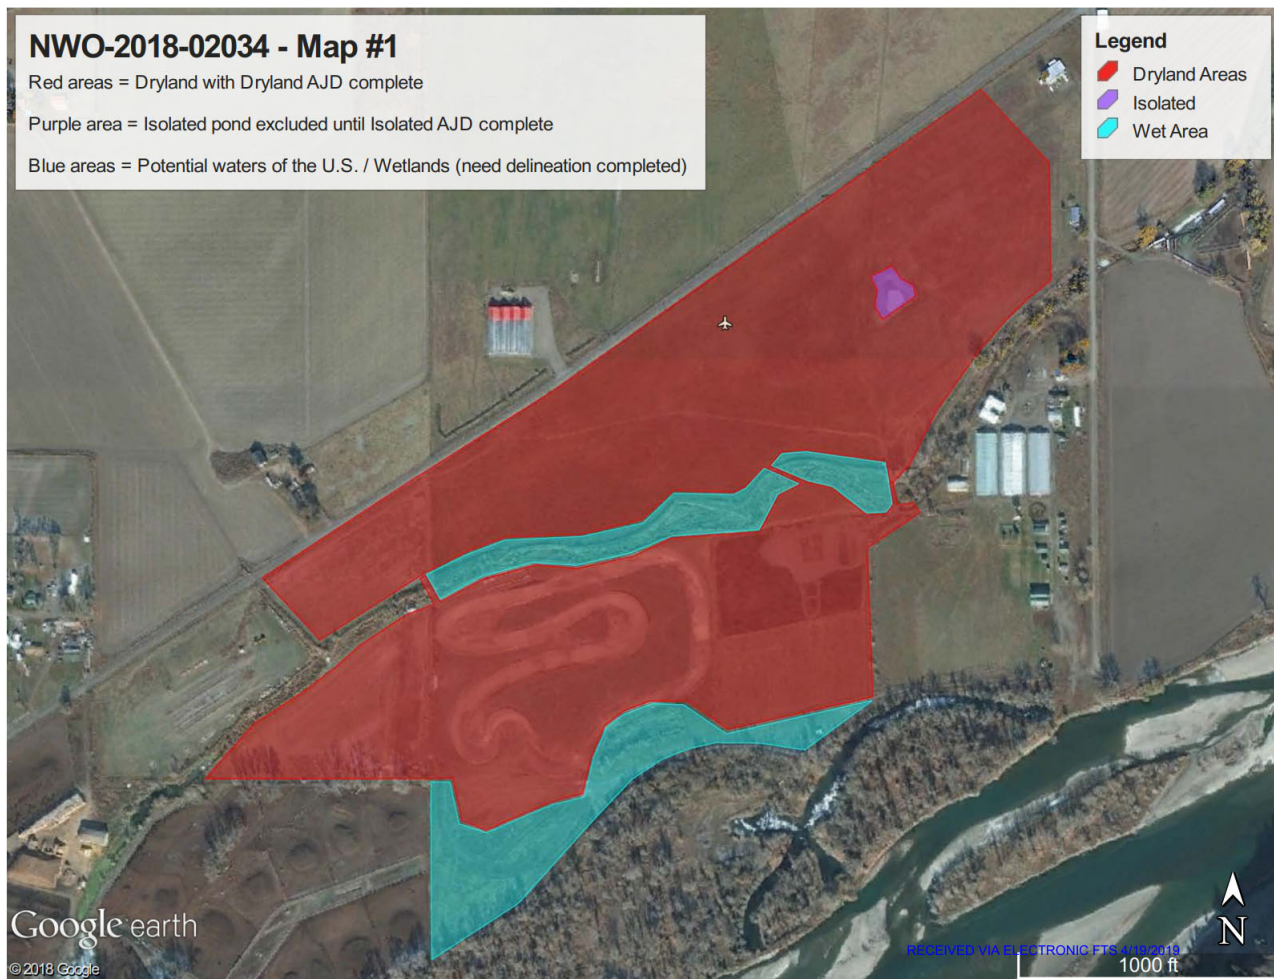 NWO-2018-02034 - Map #1
Red areas = Dryland with Dryland AJD complete
Purple area = Isolated pond excluded until Isolated AJD complete
Blue areas = Potential waters of the U.S. / Wetlands (need delineation completed)
Legend
Dryland Areas
Isolated
Wet Area
Google earth
© 2018 Google
N
RECEIVED VIA ELECTRONIC FTS 4/19/2019
1000 ft